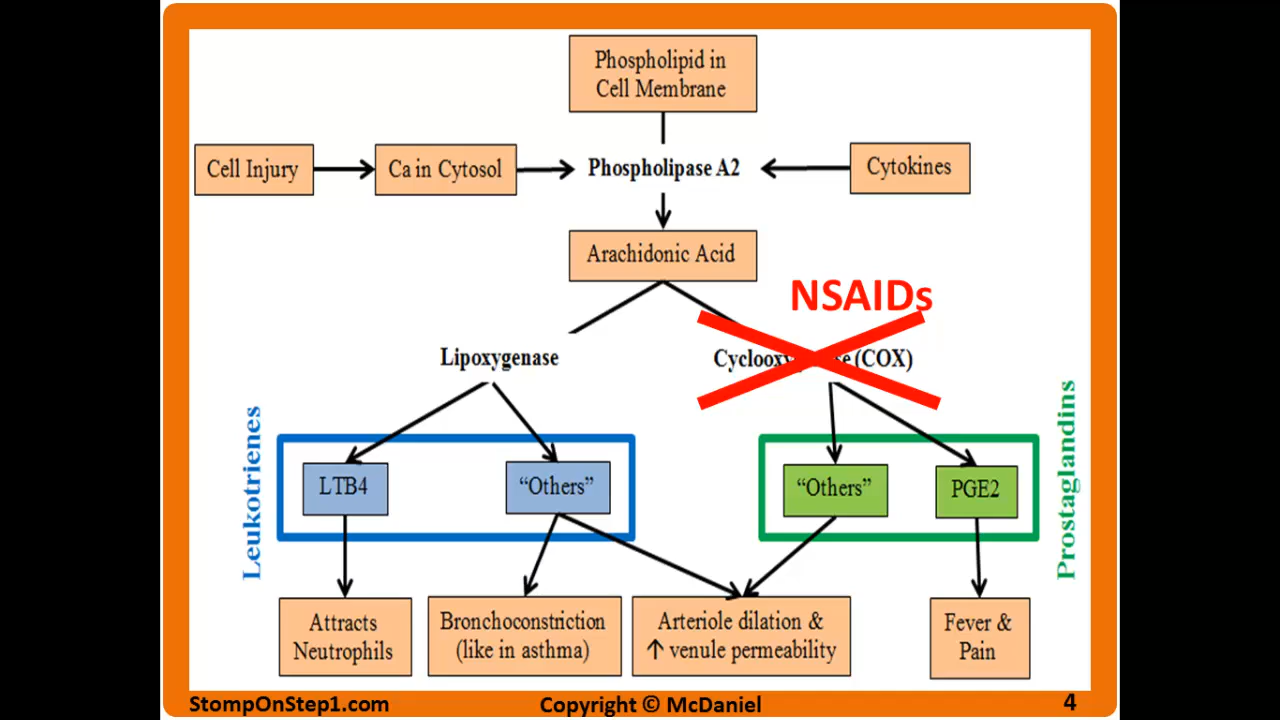 Phospholipid in
Cell Membrane
Cell Injury
Ca in Cytosol
Phospholipase A2
Cytokines
Arachidonic Acid
NSAIDs
Lipoxygenase
(COX)
Leukotrienes
LTB4
"Others"
"Others"
PGE2
Prostaglandins
Attracts
Neutrophils
Bronchoconstriction
(like in asthma)
Arteriole dilation &
↑ venule permeability
Fever &
Pain
StompOnStep1.com
Copyright © McDaniel
4